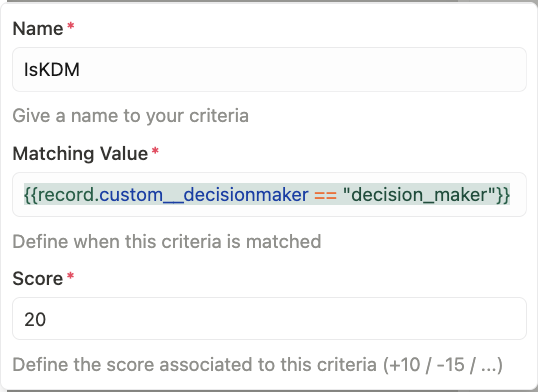 Name*
IsKDM
Give a name to your criteria
Matching Value*
{{record.custom__decisionmaker == "decision_maker"}}
Define when this criteria is matched
Score*
20
Define the score associated to this criteria (+10 / -15 / ...)